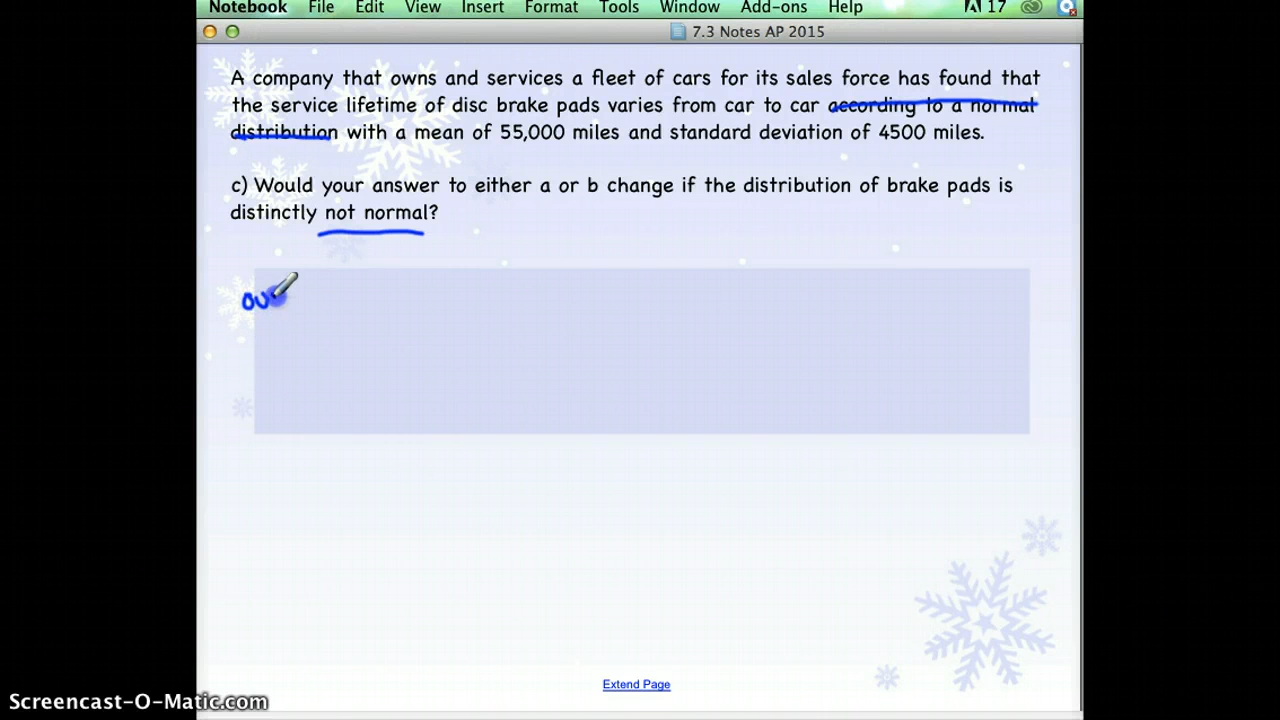 Notebook File Edit View Insert Format Tools Window Add-ons Help 17
7.3 Notes AP 2015
A company that owns and services a fleet of cars for its sales force has found that
the service lifetime of disc brake pads varies from car to car according to a normal
distribution with a mean of 55,000 miles and standard deviation of 4500 miles.
c) Would your answer to either a or b change if the distribution of brake pads is
distinctly not normal?
ou
Extend Page
Screencast-O-Matic.com